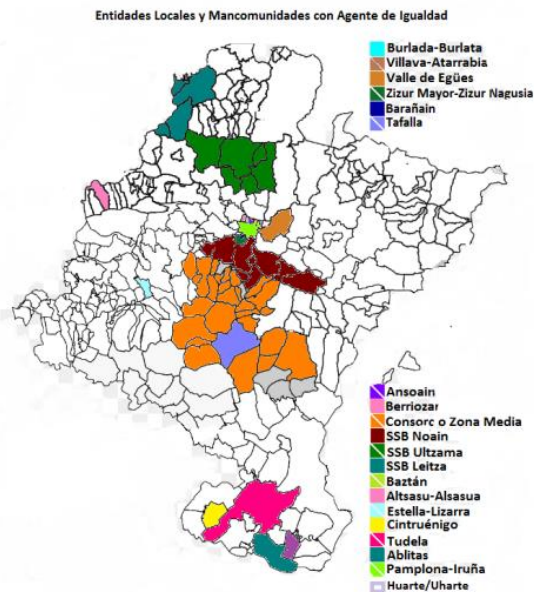 Entidades Locales y Mancomunidades con Agente de Igualdad
Burlada-Burlata
Villava-Atarrabia
Valle de Egües
Zizur Mayor-Zizur Nagusia
Barañain
Tafalla
Ansoain
Berriozar
Consorc o Zona Media
SSB Noain
SSB Ultzama
SSB Leitza
Baztán
Altsasu-Alsasua
Estella-Lizarra
Cintruénigo
Tudela
Ablitas
Pamplona-Iruña
Huarte/Uharte